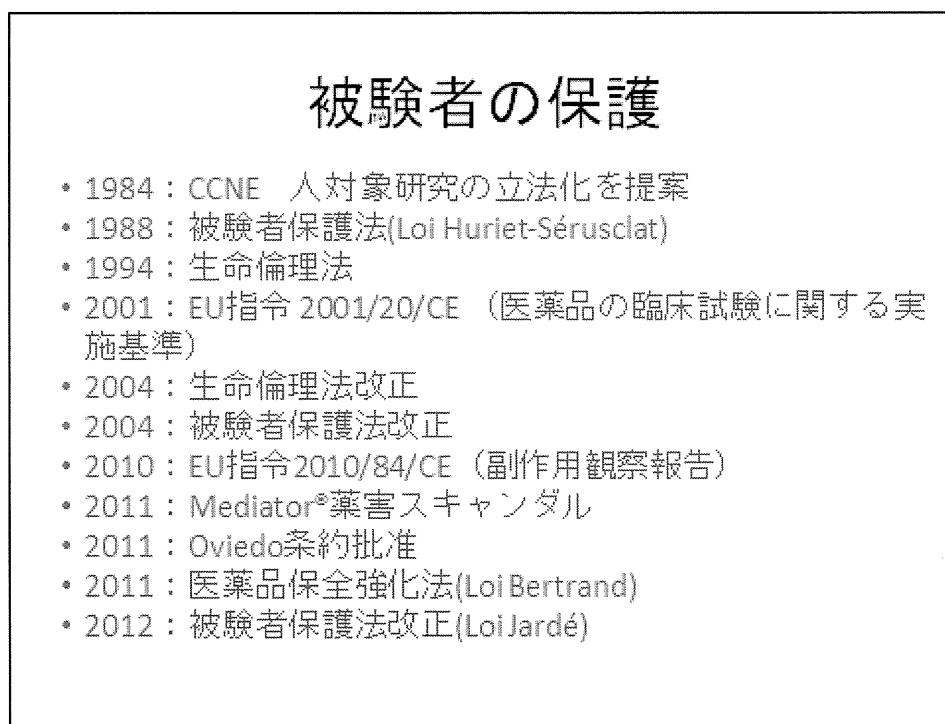 被験者の保護
• 1984：CCNE　人対象研究の立法化を提案
• 1988：被験者保護法(Loi Huriet-Sérusclat)
• 1994：生命倫理法
• 2001：EU指令 2001/20/CE （医薬品の臨床試験に関する実
施基準）
• 2004：生命倫理法改正
• 2004：被験者保護法改正
• 2010：EU指令2010/84/CE（副作用観察報告）
• 2011：Mediator®薬害スキャンダル
• 2011：Oviedo条約批准
• 2011：医薬品保全強化法(Loi Bertrand)
• 2012：被験者保護法改正(Loi Jardé)